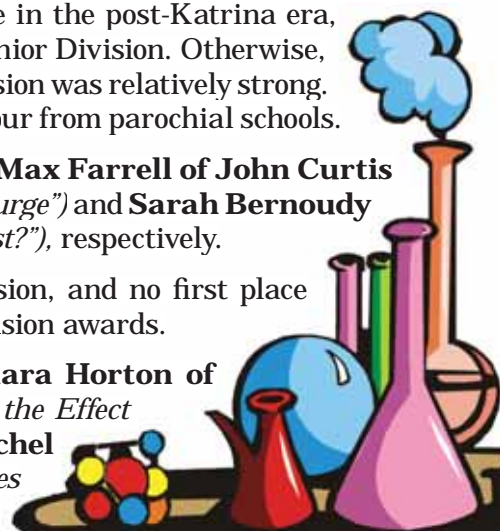 e in the post-Katrina era,
nior Division. Otherwise,
sion was relatively strong.
our from parochial schools.
Max Farrell of John Curtis
urge”) and Sarah Bernoudy
st?”), respectively.
sion, and no first place
ision awards.
ara Horton of
the Effect
chel
es